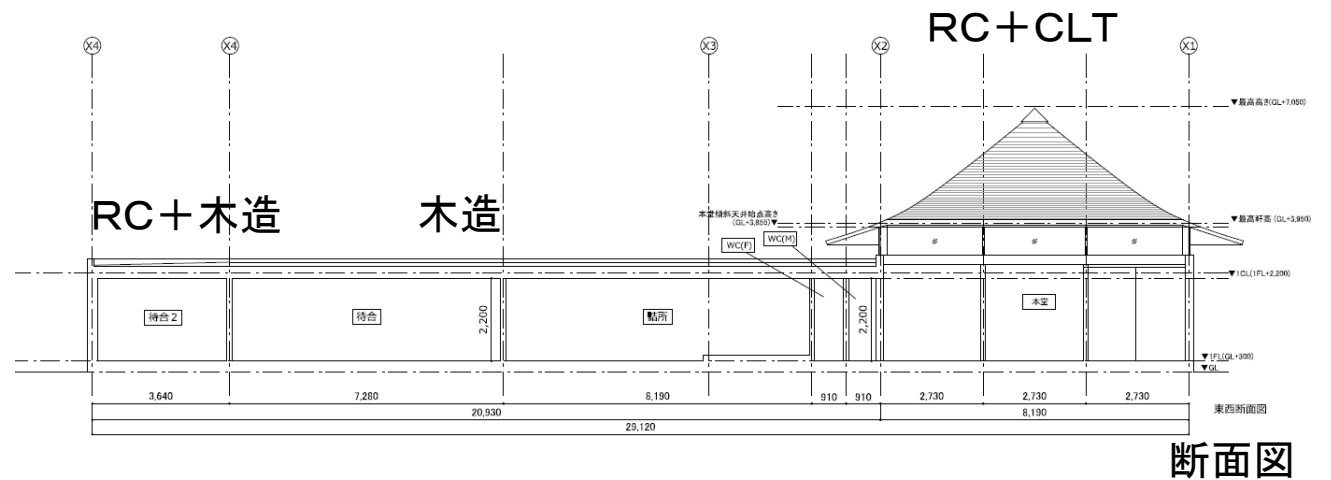 RC+CLT
X4
X4
X3
X2
X1
▼最高高さ(GL+7,050)
RC+木造
木造
本堂傾斜天井始点高さ
(GL+3,855)▼
▼最高軒高 (GL+3,950)
WC(F)
WC(M)
▼1CL(1FL+2,200)
待合2
待合
2,200
詰所
2,200
本堂
▼1FL(GL+300)
▼GL
3,640
7,280
8,190
910
910
2,730
2,730
2,730
20,930
8,190
東西断面図
29,120
断面図